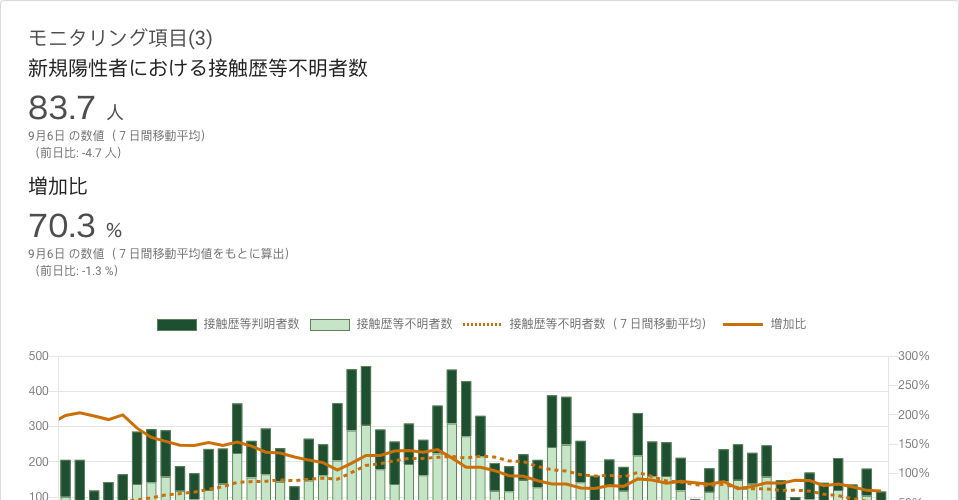 モニタリング項目(3)
新規陽性者における接触歴等不明者数
83.7 人
9月6日 の数値（７日間移動平均）
（前日比: -4.7 人）
増加比
70.3 %
9月6日 の数値（７日間移動平均値をもとに算出）
（前日比: -1.3 %）
接触歴等判明者数 接触歴等不明者数 接触歴等不明者数（７日間移動平均） 増加比
500 300%
400 250%
300 200%
200 150%
100 100%